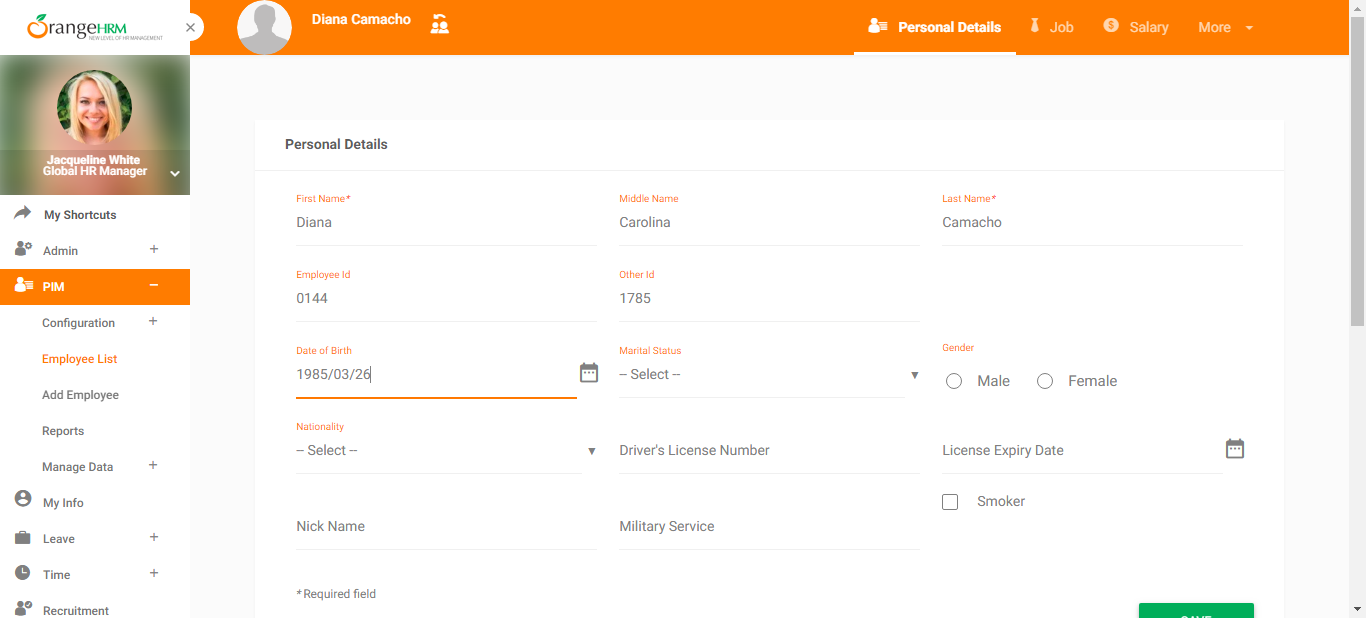 OrangeHRM
NEW LEVEL OF HR MANAGEMENT
Diana Camacho
Personal Details
Job
Salary
More
Jacqueline White
Global HR Manager
My Shortcuts
Admin
PIM
Configuration
Employee List
Add Employee
Reports
Manage Data
My Info
Leave
Time
Recruitment
Personal Details
First Name*
Middle Name
Last Name*
Diana
Carolina
Camacho
Employee Id
Other Id
0144
1785
Date of Birth
Marital Status
Gender
1985/03/26
-- Select --
Male
Female
Nationality
-- Select --
Driver's License Number
License Expiry Date
Smoker
Nick Name
Military Service
* Required field
SAVE